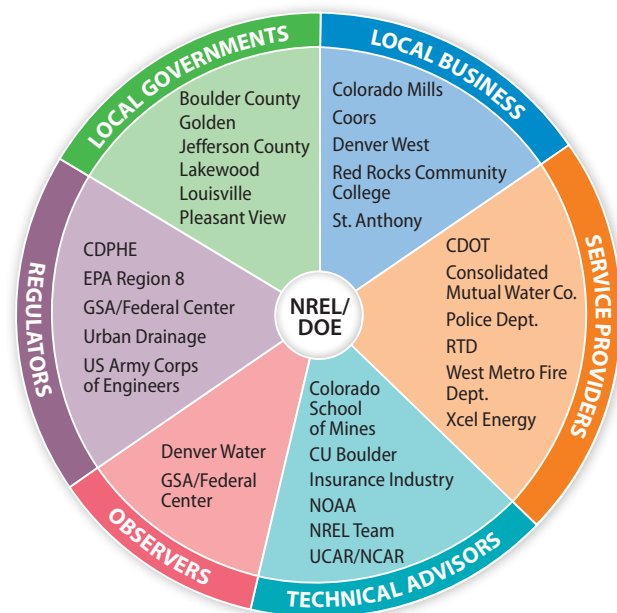 LOCAL GOVERNMENTS
Boulder County
Golden
Jefferson County
Lakewood
Louisville
Pleasant View
LOCAL BUSINESS
Colorado Mills
Coors
Denver West
Red Rocks Community
College
St. Anthony
SERVICE PROVIDERS
CDOT
Consolidated
Mutual Water Co.
Police Dept.
RTD
West Metro Fire
Dept.
Xcel Energy
TECHNICAL ADVISORS
Colorado
School
of Mines
CU Boulder
Insurance Industry
NOAA
NREL Team
UCAR/NCAR
OBSERVERS
Denver Water
GSA/Federal
Center
REGULATORS
CDPHE
EPA Region 8
GSA/Federal Center
Urban Drainage
US Army Corps
of Engineers
NREL/
DOE